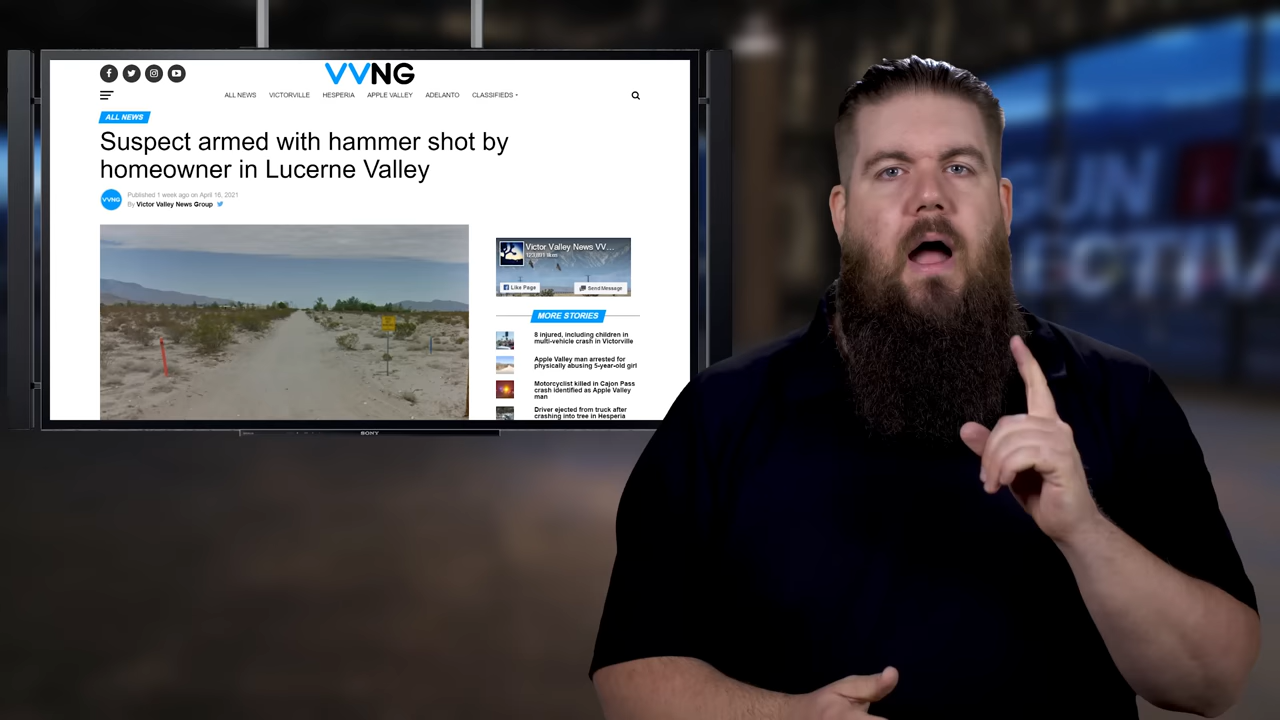 VVNG
ALL NEWS VICTORVILLE HESPERIA APPLE VALLEY ADELANTO CLASSIFIEDS
ALL NEWS
Suspect armed with hammer shot by
homeowner in Lucerne Valley
VVNG
Published 1 week ago on April 16, 2021
By Victor Valley News Group
Victor Valley News VV...
likes
Like Page
Send Message
MORE STORIES
8 injured, including children in
multi-vehicle crash in Victorville
Apple Valley man arrested for
physically abusing 5-year-old girl
Motorcyclist killed in Cajon Pass
crash identified as Apple Valley
man
Driver ejected from truck after
crashing into tree in Hesperia
SONY
GUN